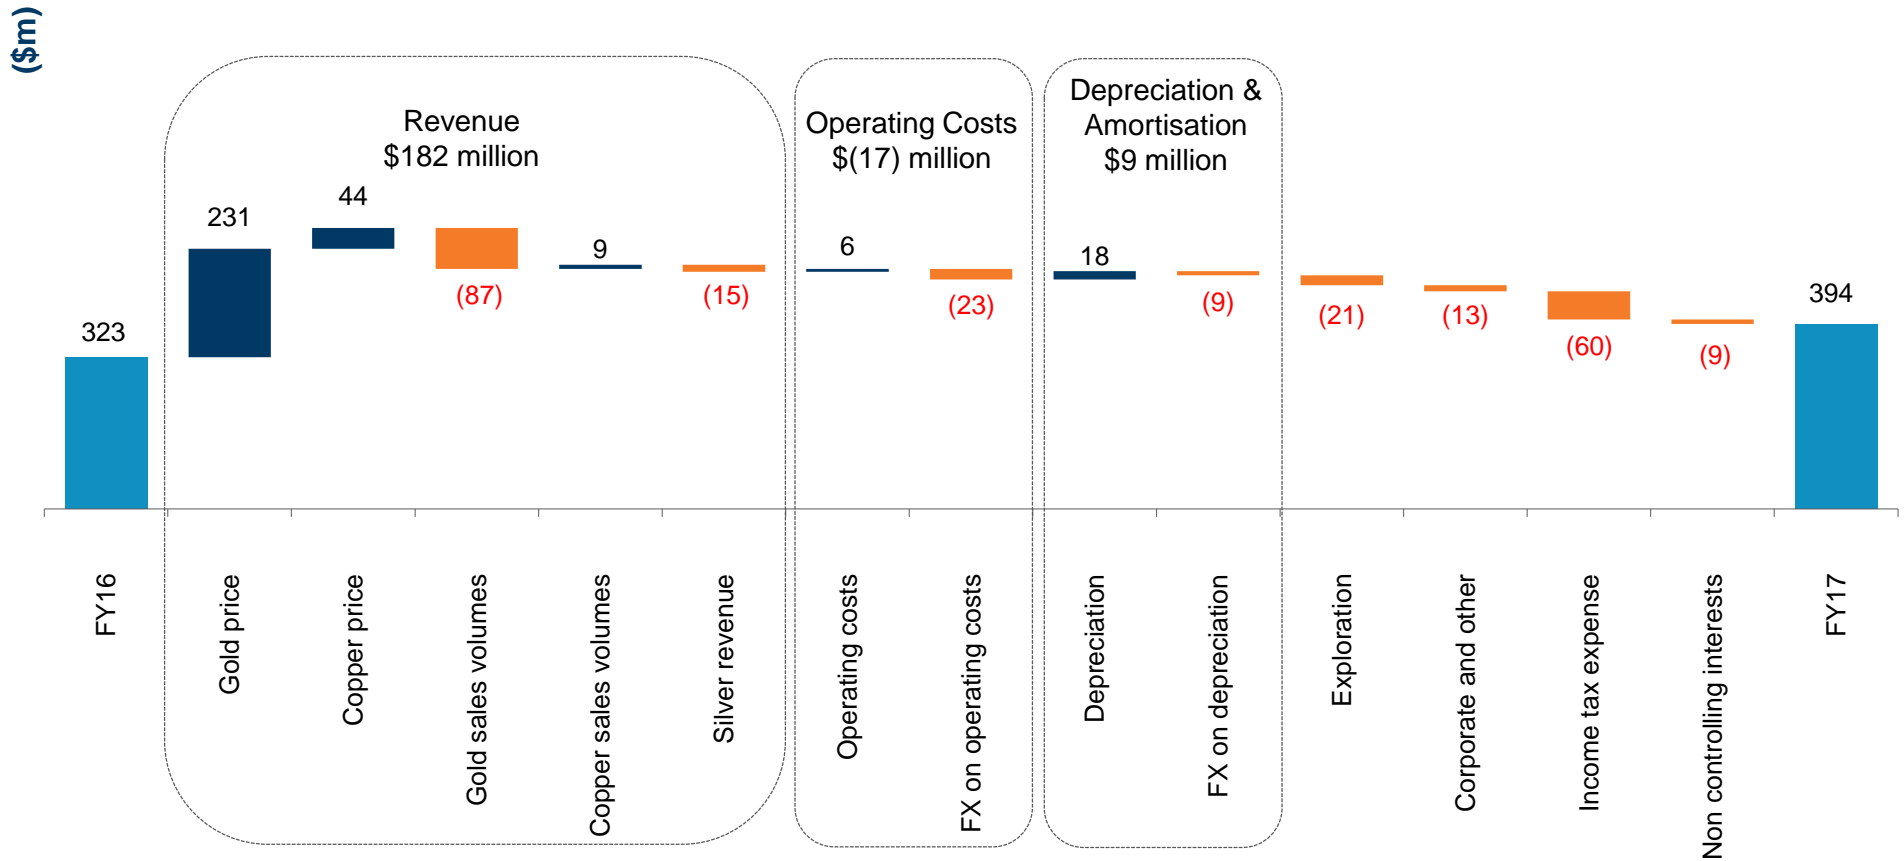 ($m)
Revenue
$182 million
Operating Costs
$(17) million
Depreciation &
Amortisation
$9 million
323
231
44
(87)
9
(15)
6
(23)
18
(9)
(21)
(13)
(60)
(9)
394
FY16
Gold price
Copper price
Gold sales volumes
Copper sales volumes
Silver revenue
Operating costs
FX on operating costs
Depreciation
FX on depreciation
Exploration
Corporate and other
Income tax expense
Non controlling interests
FY17